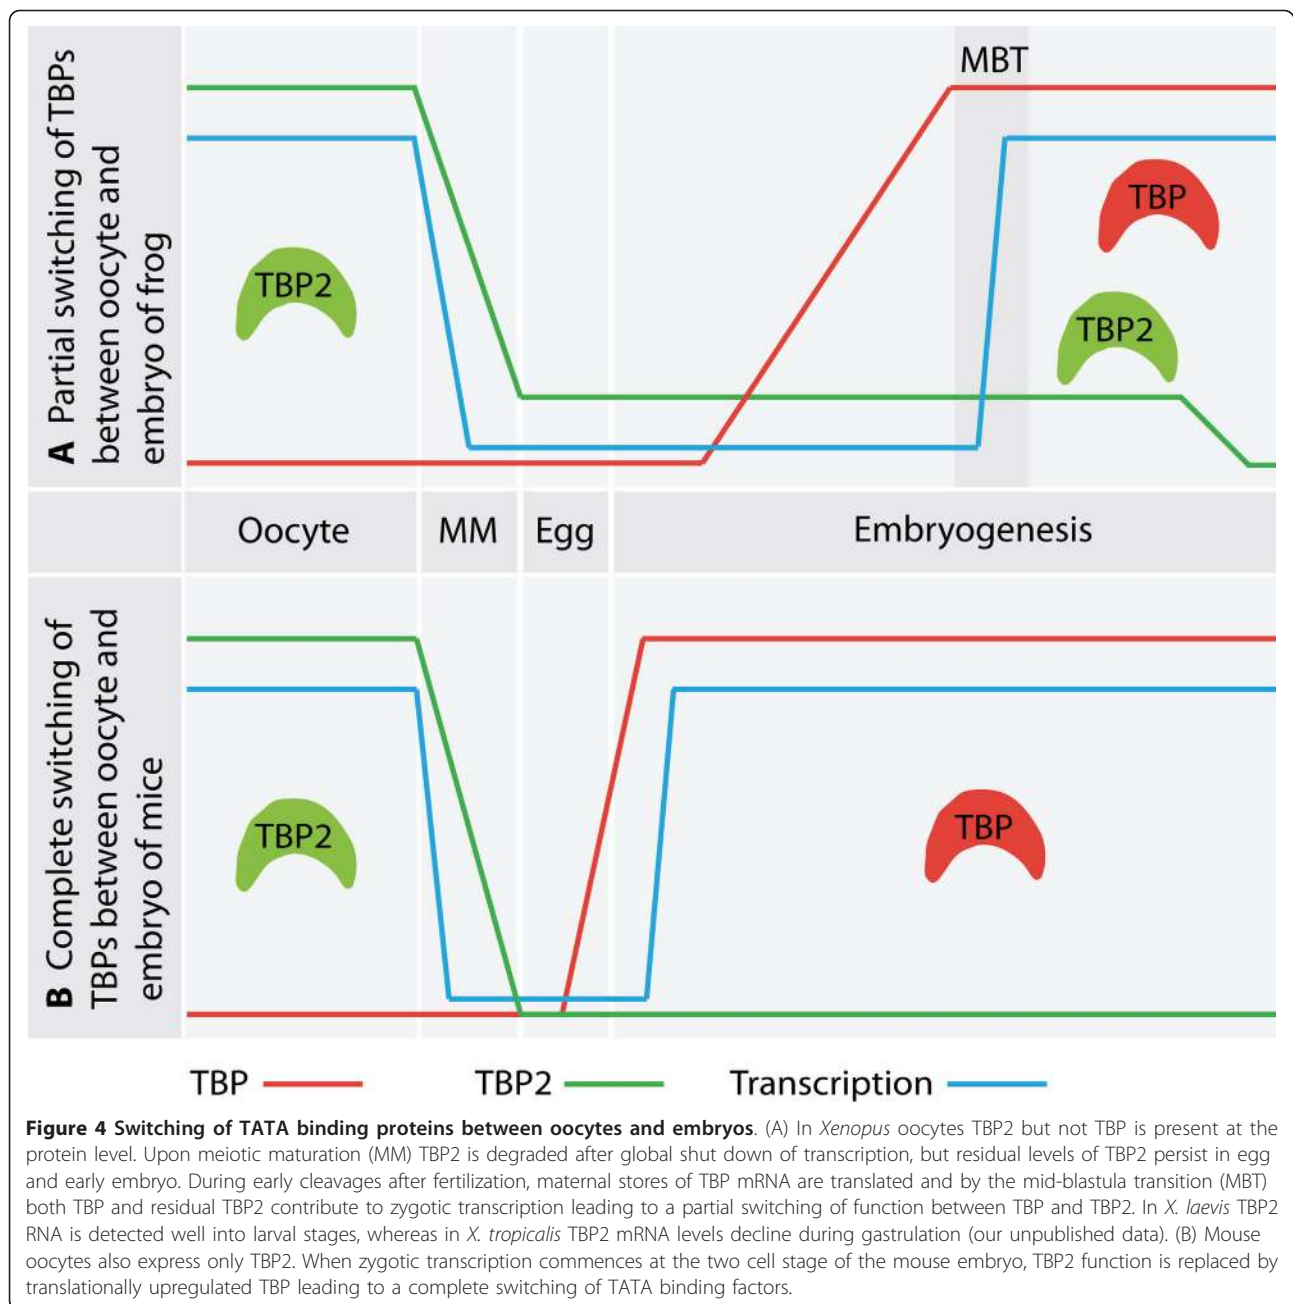 A Partial switching of TBPs
between oocyte and
embryo of frog
MBT
TBP2
TBP
TBP2
Oocyte
MM
Egg
Embryogenesis
B Complete switching of
TBPs between oocyte and
embryo of mice
TBP2
TBP
TBP
TBP2
Transcription
Figure 4 Switching of TATA binding proteins between oocytes and embryos. (A) In Xenopus oocytes TBP2 but not TBP is present at the
protein level. Upon meiotic maturation (MM) TBP2 is degraded after global shut down of transcription, but residual levels of TBP2 persist in egg
and early embryo. During early cleavages after fertilization, maternal stores of TBP mRNA are translated and by the mid-blastula transition (MBT)
both TBP and residual TBP2 contribute to zygotic transcription leading to a partial switching of function between TBP and TBP2. In X. laevis TBP2
RNA is detected well into larval stages, whereas in X. tropicalis TBP2 mRNA levels decline during gastrulation (our unpublished data). (B) Mouse
oocytes also express only TBP2. When zygotic transcription commences at the two cell stage of the mouse embryo, TBP2 function is replaced by
translationally upregulated TBP leading to a complete switching of TATA binding factors.